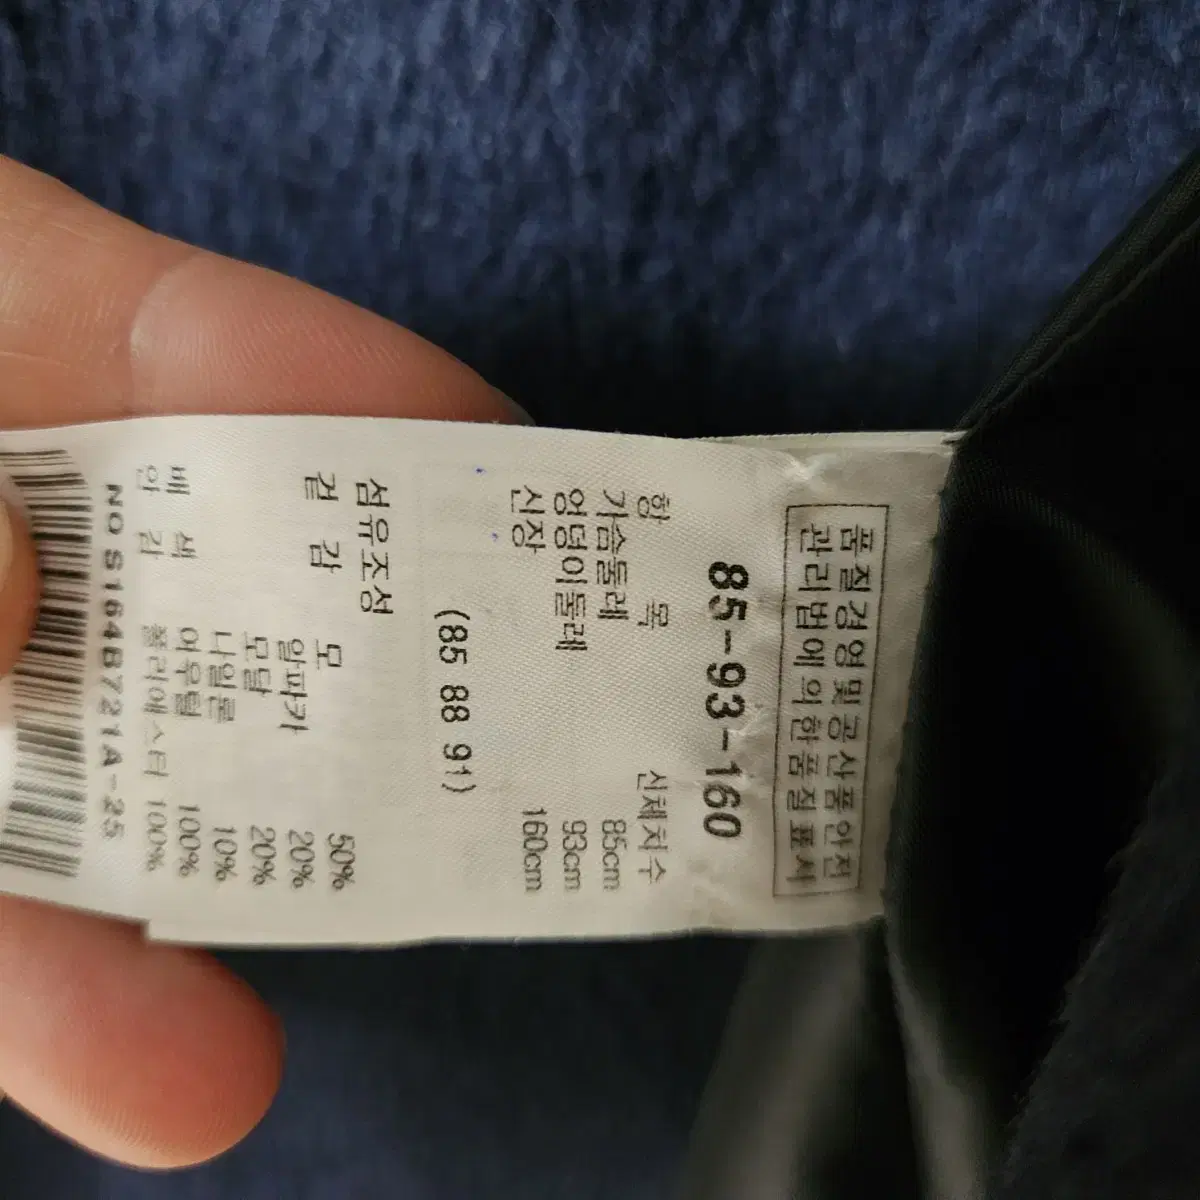 품질경영및공산품안전
관리법에의한품질표시
85-93-160
항 목 신체치수
가슴둘레 85cm
엉덩이둘레 93cm
신장 160cm
(85 88 91)
섬유조성
겉 감 모 50%
알파카 20%
모달 20%
나일론 10%
배 색 여우털 100%
안 감 폴리에스터 100%
NO S164B721A-25